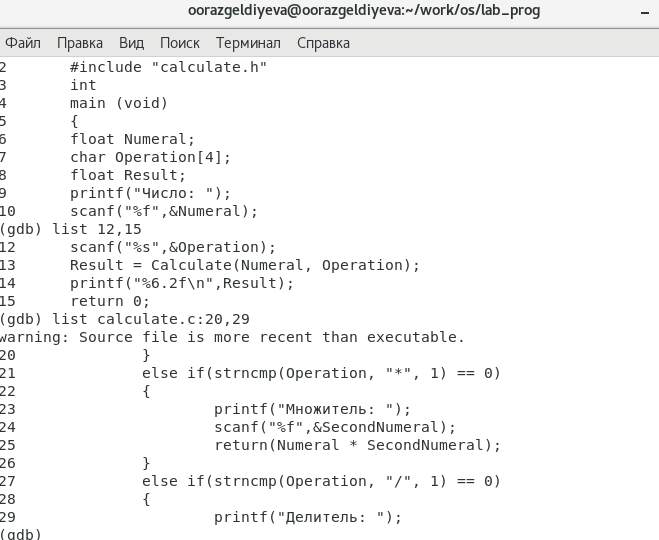 oorazgeldiyeva@oorazgeldiyeva:~/work/os/lab_prog
Файл Правка Вид Поиск Терминал Справка
2 #include "calculate.h"
3 int
4 main (void)
5 {
6 float Numeral;
7 char Operation[4];
8 float Result;
9 printf("Число: ");
10 scanf("%f",&Numeral);
(gdb) list 12,15
12 scanf("%s",&Operation);
13 Result = Calculate(Numeral, Operation);
14 printf("%6.2f\n",Result);
15 return 0;
(gdb) list calculate.c:20,29
warning: Source file is more recent than executable.
20 }
21 else if(strncmp(Operation, "*", 1) == 0)
22 {
23 printf("Множитель: ");
24 scanf("%f",&SecondNumeral);
25 return(Numeral * SecondNumeral);
26 }
27 else if(strncmp(Operation, "/", 1) == 0)
28 {
29 printf("Делитель: ");
(gdb)